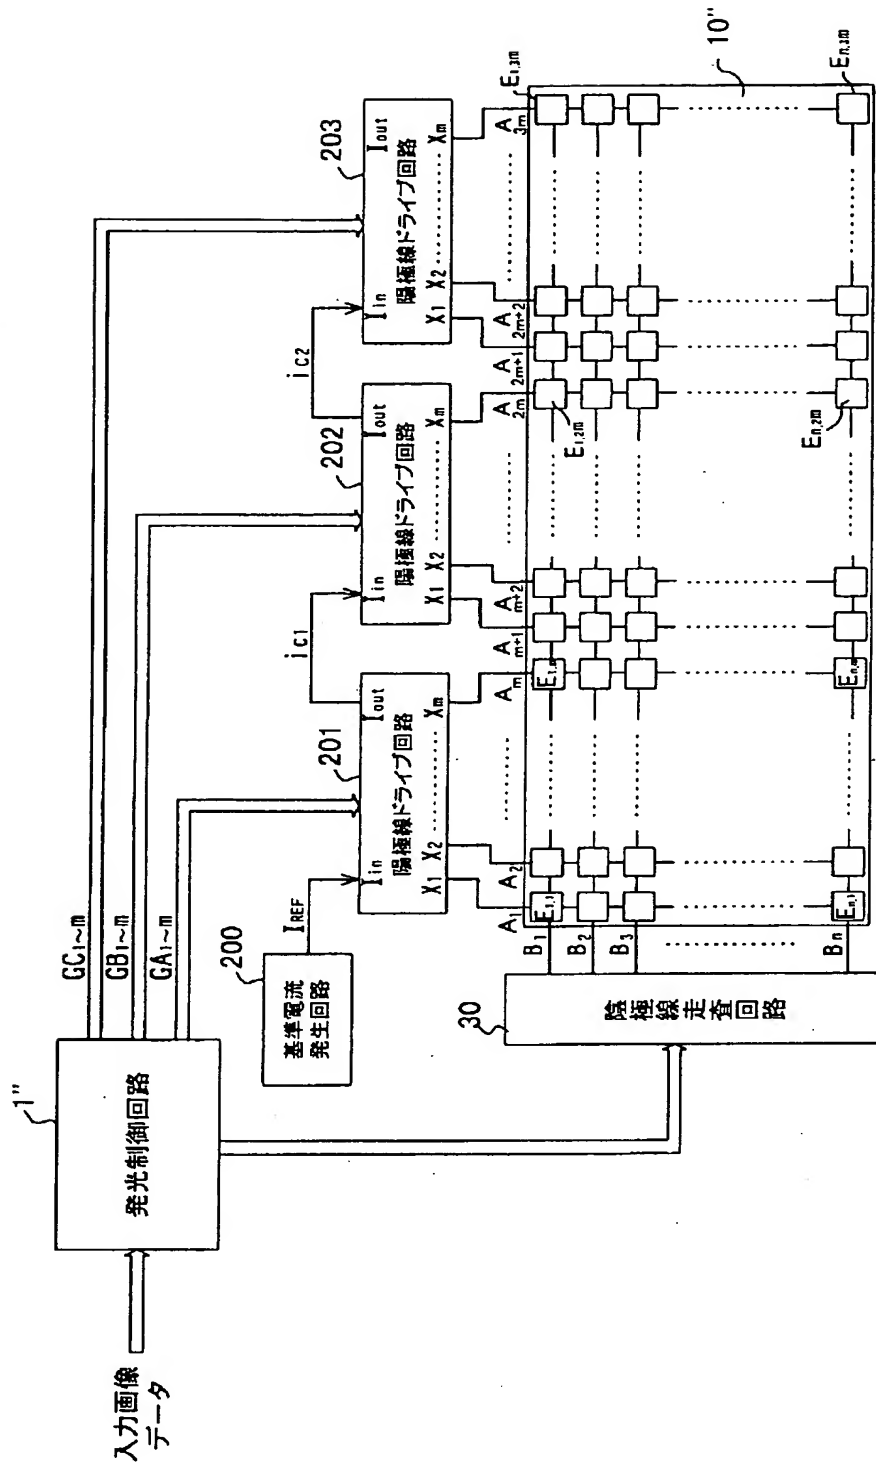 入力画像
データ
1''
発光制御回路
GC1~m
GB1~m
GA1~m
200
基準電流
発生回路
IREF
201
Iin
Iout
陽極線ドライブ回路
X1 X2 ............ Xm
ic1
202
Iin
Iout
陽極線ドライブ回路
X1 X2 ............ Xm
ic2
203
Iin
Iout
陽極線ドライブ回路
X1 X2 ............ Xm
A1
A2
Am
Am+1
Am+2
A2m
A2m+1
A2m+2
A3m
30
陰極線走査回路
B1
B2
B3
Bn
E1,1
E1,m
E1,2m
E1,3m
En,1
En,m
En,2m
En,3m
10''